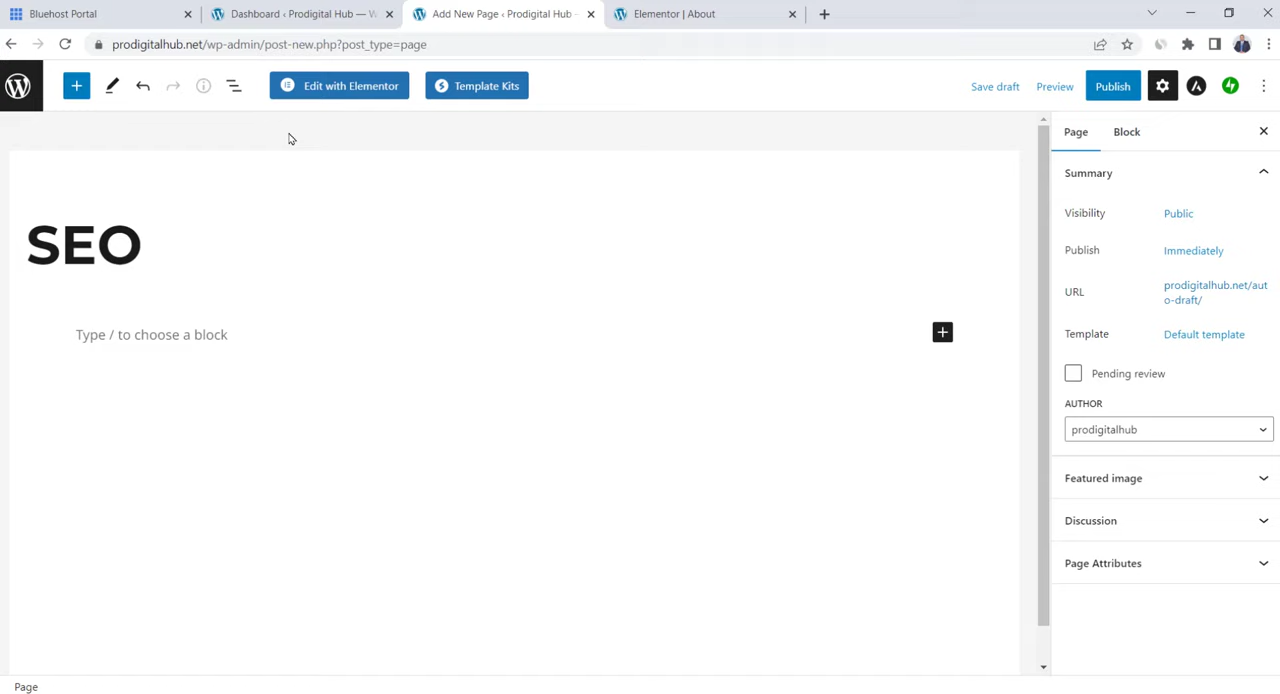 Bluehost Portal
Dashboard ‹ Prodigital Hub — W
Add New Page ‹ Prodigital Hub -
Elementor | About
prodigitalhub.net/wp-admin/post-new.php?post_type=page
Edit with Elementor
Template Kits
Save draft
Preview
Publish
Page
Block
Summary
Visibility
Public
Publish
Immediately
URL
prodigitalhub.net/aut
o-draft/
Template
Default template
Pending review
AUTHOR
prodigitalhub
Featured image
Discussion
Page Attributes
SEO
Type / to choose a block
Page